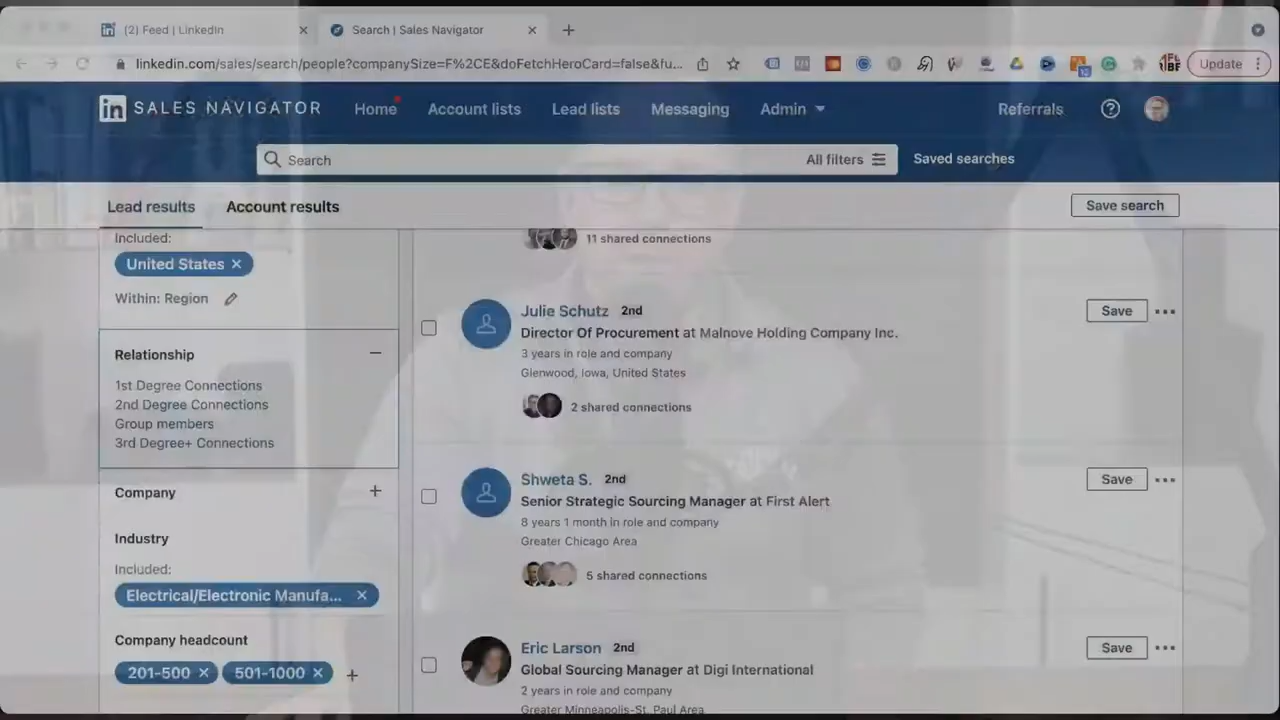 (2) Feed | LinkedIn
Search | Sales Navigator
linkedin.com/sales/search/people?companySize=F%2CE&doFetchHeroCard=false&fu...
Update
in SALES NAVIGATOR
Home
Account lists
Lead lists
Messaging
Admin
Referrals
Search
All filters
Saved searches
Lead results
Account results
Save search
Included:
United States
Within: Region
Relationship
1st Degree Connections
2nd Degree Connections
Group members
3rd Degree+ Connections
Company
Industry
Included:
Electrical/Electronic Manufa...
Company headcount
201-500
501-1000
11 shared connections
Julie Schutz 2nd
Director Of Procurement at Malnove Holding Company Inc.
3 years in role and company
Glenwood, Iowa, United States
2 shared connections
Save
Shweta S. 2nd
Senior Strategic Sourcing Manager at First Alert
8 years 1 month in role and company
Greater Chicago Area
5 shared connections
Save
Eric Larson 2nd
Global Sourcing Manager at Digi International
2 years in role and company
Greater Minneapolis-St. Paul Area
Save